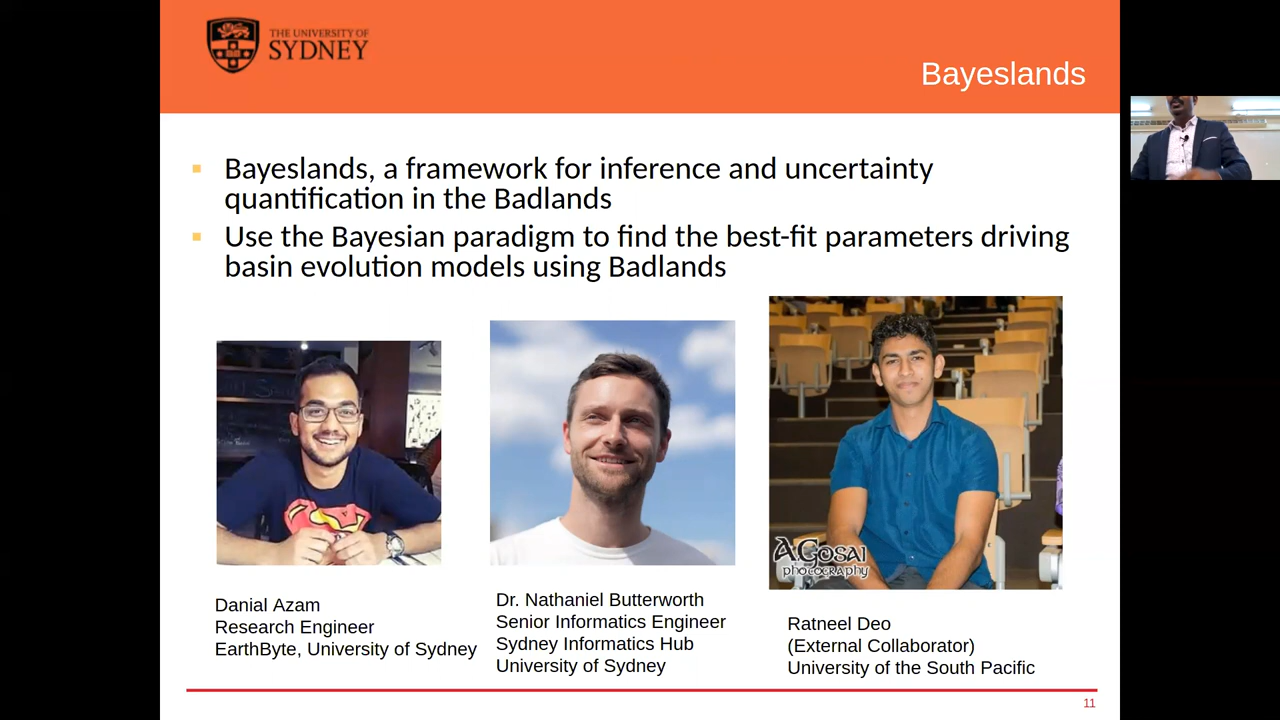 THE UNIVERSITY OF
SYDNEY
Bayeslands
Bayeslands, a framework for inference and uncertainty
quantification in the Badlands
Use the Bayesian paradigm to find the best-fit parameters driving
basin evolution models using Badlands
A.Gosai
photography
Danial Azam
Research Engineer
EarthByte, University of Sydney
Dr. Nathaniel Butterworth
Senior Informatics Engineer
Sydney Informatics Hub
University of Sydney
Ratneel Deo
(External Collaborator)
University of the South Pacific
11